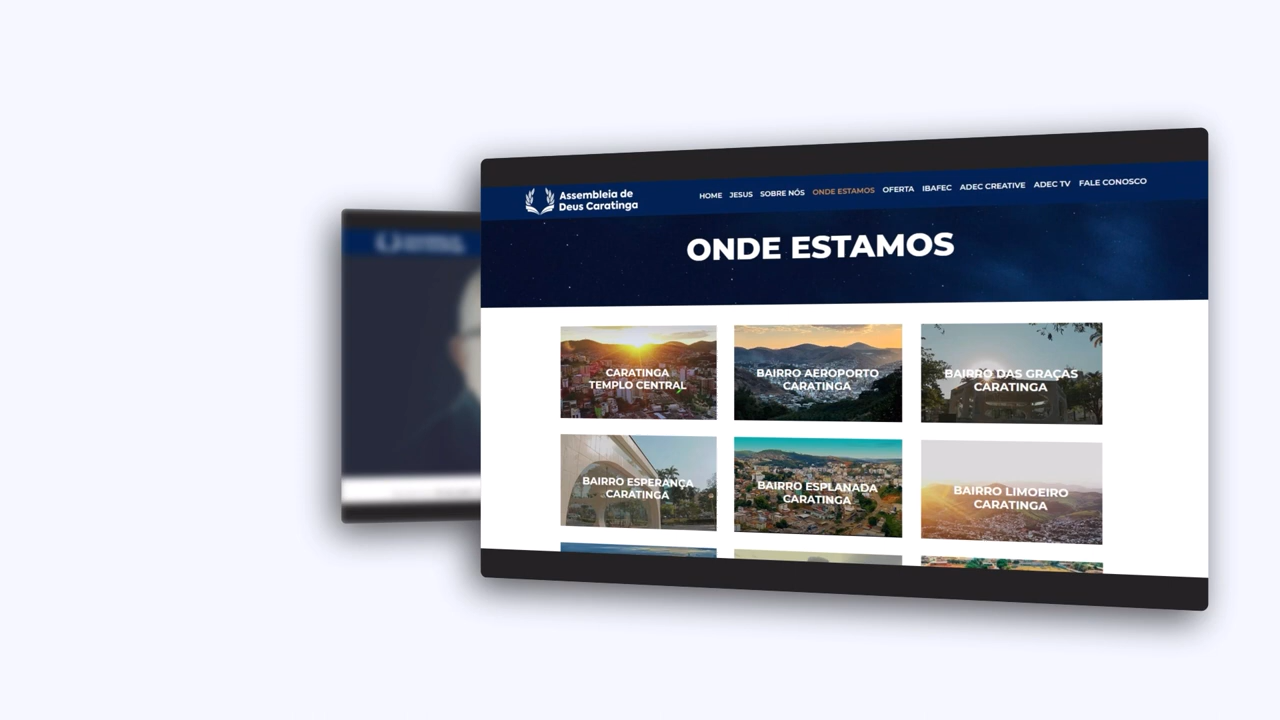 Assembleia de
Deus Caratinga
HOME JESUS SOBRE NÓS ONDE ESTAMOS OFERTA IBAFEC ADEC CREATIVE ADEC TV FALE CONOSCO
ONDE ESTAMOS
CARATINGA
TEMPLO CENTRAL
BAIRRO AEROPORTO
CARATINGA
BAIRRO DAS GRAÇAS
CARATINGA
BAIRRO ESPERANÇA
CARATINGA
BAIRRO ESPLANADA
CARATINGA
BAIRRO LIMOEIRO
CARATINGA